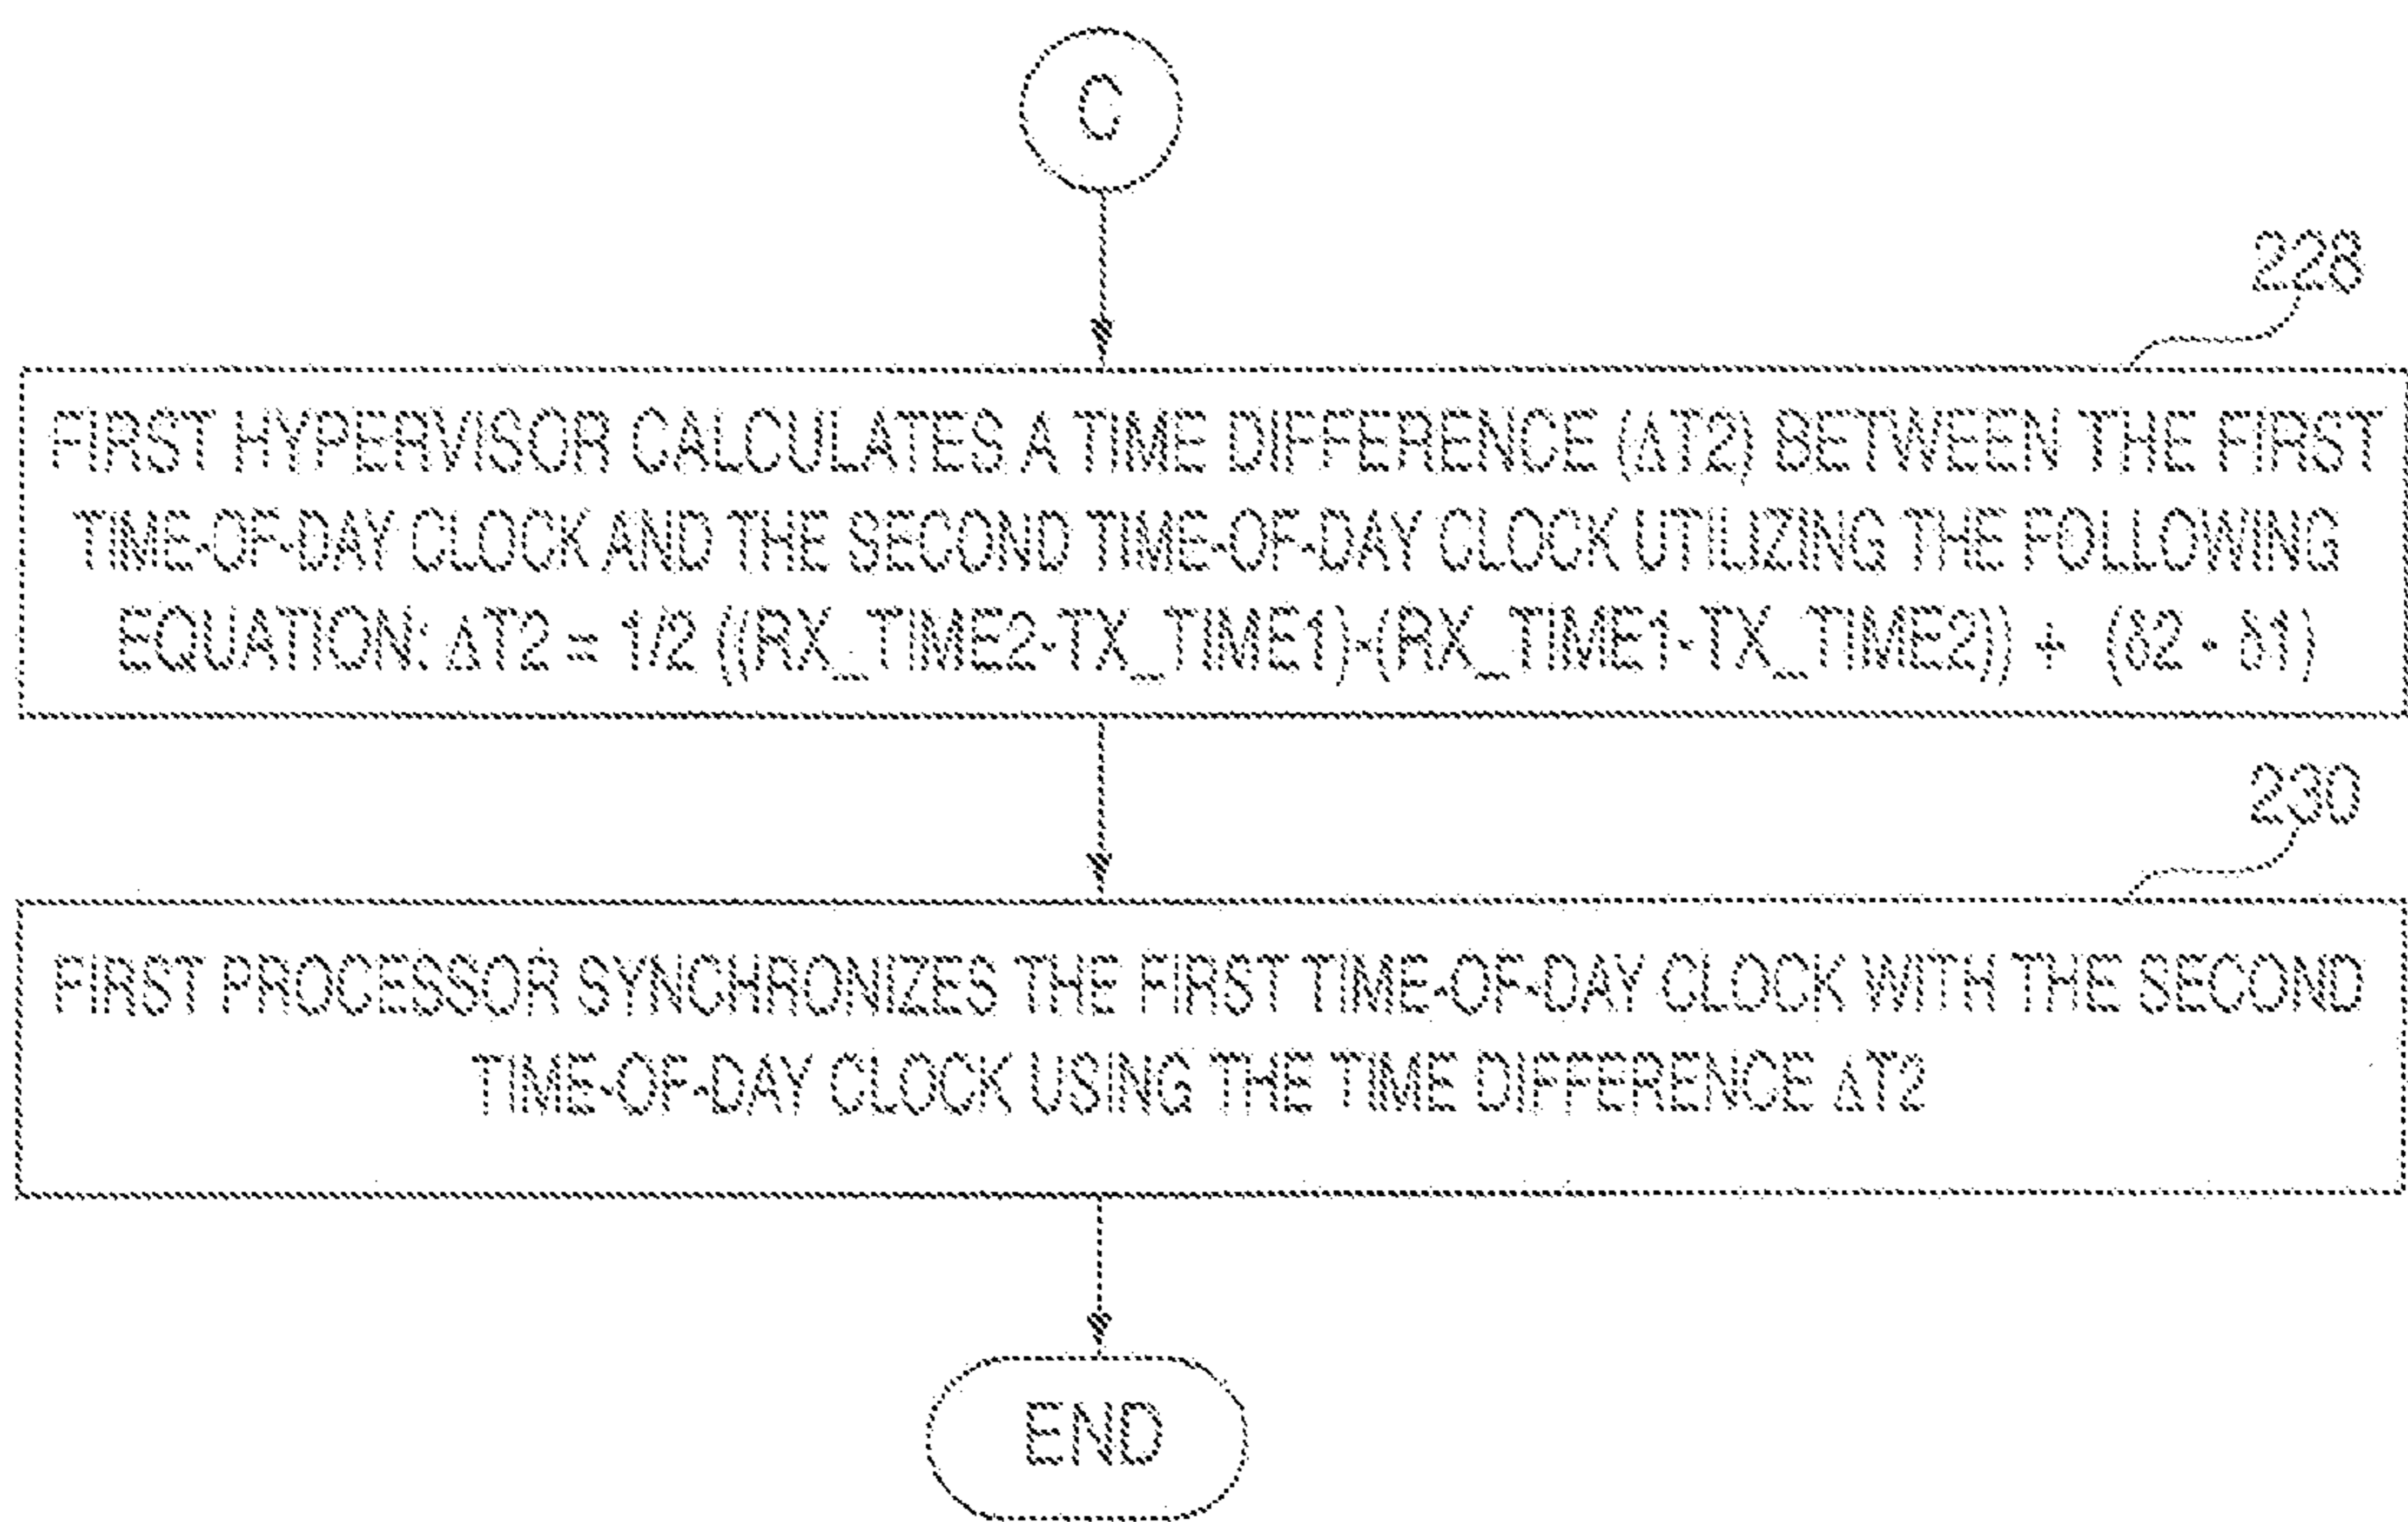 C
228
FIRST HYPERVISOR CALCULATES A TIME DIFFERENCE (ΔT2) BETWEEN THE FIRST
TIME-OF-DAY CLOCK AND THE SECOND TIME-OF-DAY CLOCK UTILIZING THE FOLLOWING
EQUATION: ΔT2 = 1/2 ((RX_TIME2-TX_TIME1)-(RX_TIME1-TX_TIME2)) + (δ2 - δ1)
230
FIRST PROCESSOR SYNCHRONIZES THE FIRST TIME-OF-DAY CLOCK WITH THE SECOND
TIME-OF-DAY CLOCK USING THE TIME DIFFERENCE ΔT2
END